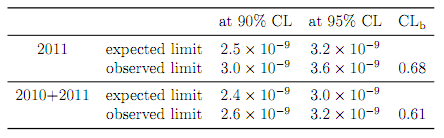 at 90% CL at 95% CL CL_b
2011 expected limit 2.5 × 10⁻⁹ 3.2 × 10⁻⁹
observed limit 3.0 × 10⁻⁹ 3.6 × 10⁻⁹ 0.68
2010+2011 expected limit 2.4 × 10⁻⁹ 3.0 × 10⁻⁹
observed limit 2.6 × 10⁻⁹ 3.2 × 10⁻⁹ 0.61